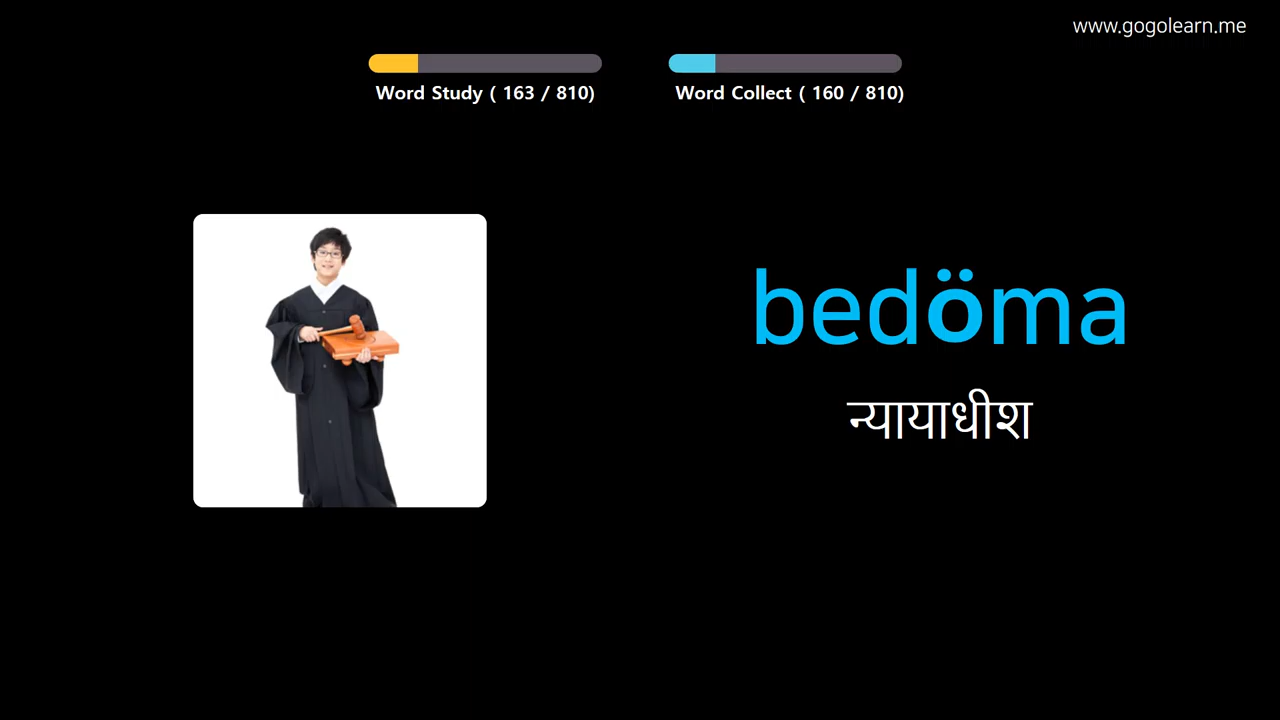 www.gogolearn.me
Word Study ( 163 / 810)
Word Collect ( 160 / 810)
bedöma
न्यायाधीश